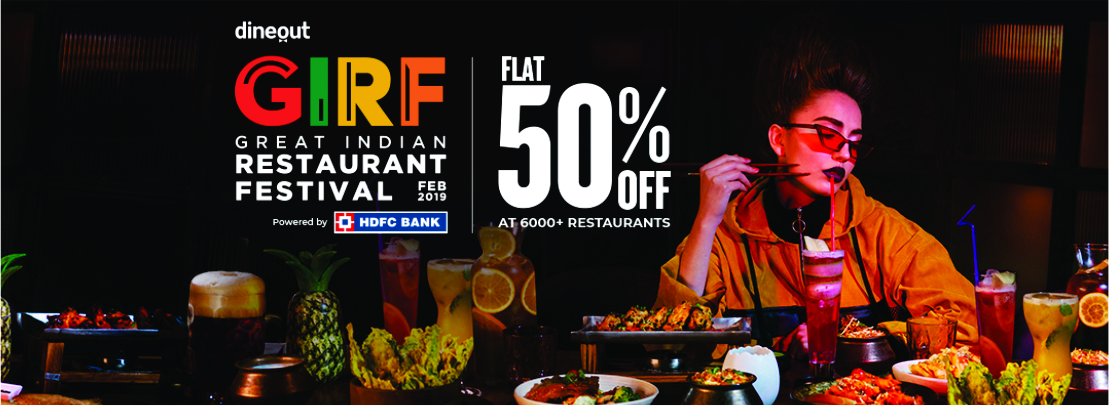 dineout
GIRF
GREAT INDIAN
RESTAURANT
FESTIVAL
FEB
2019
Powered by HDFC BANK
FLAT
50%
OFF
AT 6000+ RESTAURANTS